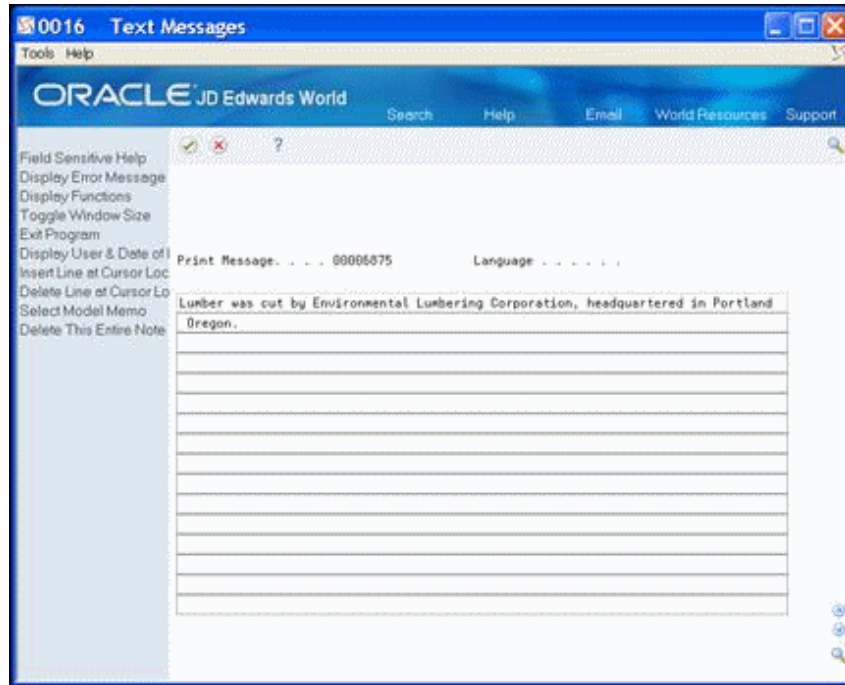 0016 Text Messages
Tools Help
ORACLE JD Edwards World
Search Help Email World Resources Support
?
Field Sensitive Help
Display Error Message
Display Functions
Toggle Window Size
Exit Program
Display User & Date of
Insert Line at Cursor Loc
Delete Line at Cursor Lo
Select Model Memo
Delete This Entire Note
Print Message. . . . 00006875 Language . . . . . .
Lumber was cut by Environmental Lumbering Corporation, headquartered in Portland
Oregon.